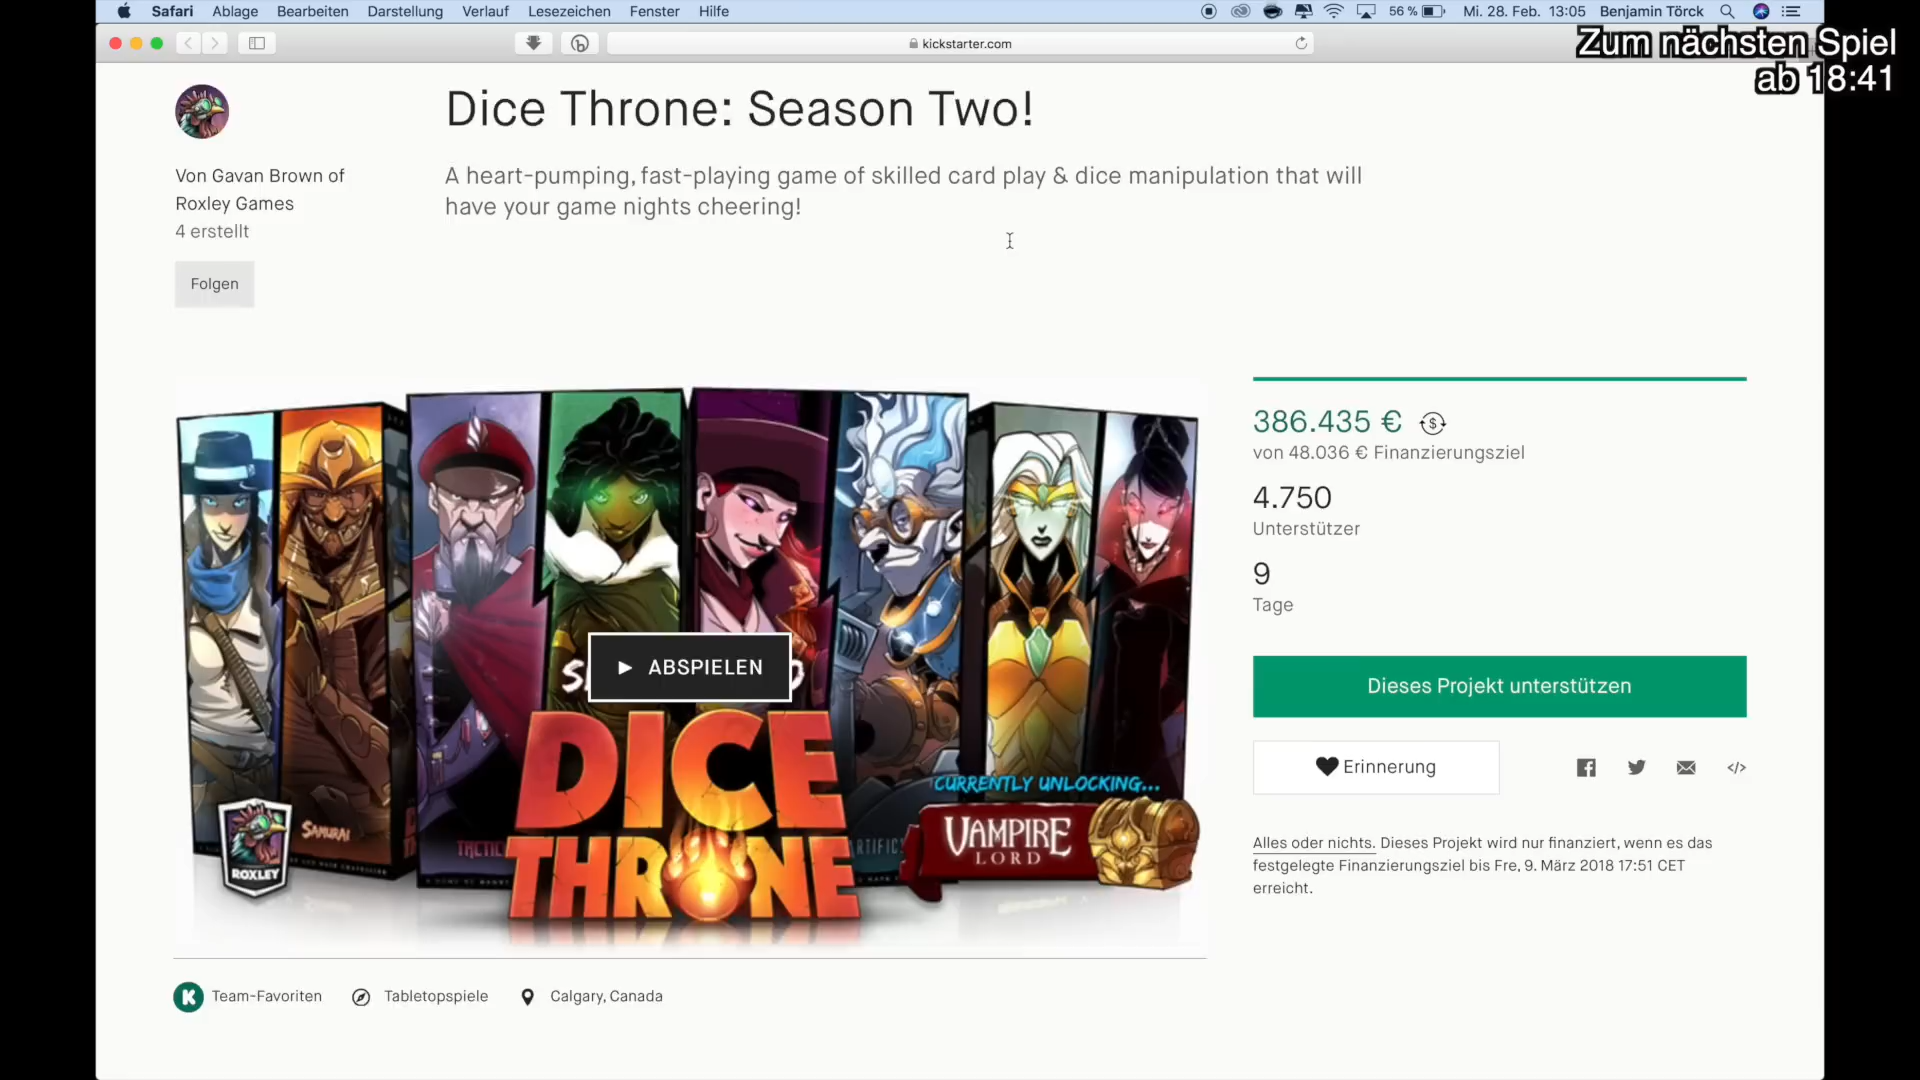 Safari Ablage Bearbeiten Darstellung Verlauf Lesezeichen Fenster Hilfe
56 % Mi. 28. Feb. 13:05 Benjamin Törck
kickstarter.com
Zum nächsten Spiel
ab 18:41
Dice Throne: Season Two!
A heart-pumping, fast-playing game of skilled card play & dice manipulation that will
have your game nights cheering!
Von Gavan Brown of
Roxley Games
4 erstellt
Folgen
ABSPIELEN
DICE
THRONE
SAMURAI
ROXLEY
CURRENTLY UNLOCKING...
VAMPIRE
LORD
386.435 €
von 48.036 € Finanzierungsziel
4.750
Unterstützer
9
Tage
Dieses Projekt unterstützen
Erinnerung
Alles oder nichts. Dieses Projekt wird nur finanziert, wenn es das
festgelegte Finanzierungsziel bis Fre, 9. März 2018 17:51 CET
erreicht.
Team-Favoriten Tabletopspiele Calgary, Canada